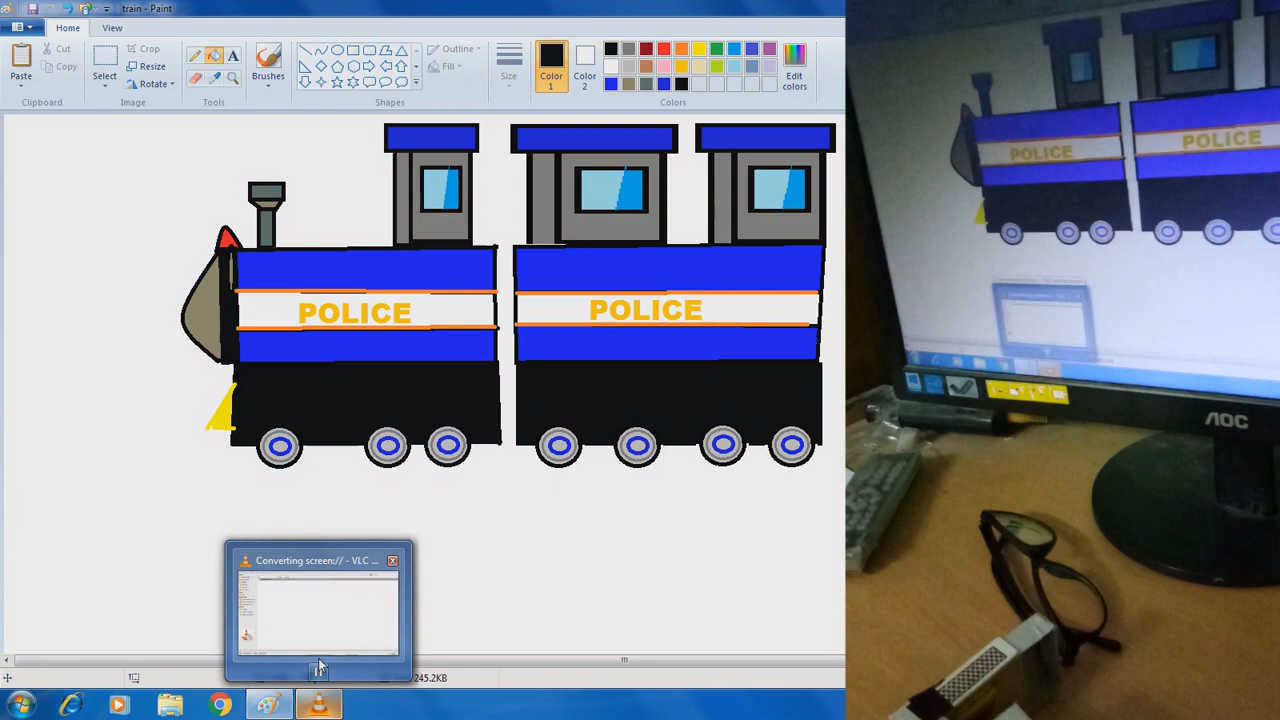 train - Paint
Home
View
Paste
Cut
Copy
Clipboard
Select
Crop
Resize
Rotate
Image
Tools
Brushes
Shapes
Outline
Fill
Size
Color 1
Color 2
Edit colors
Colors
POLICE
POLICE
Converting screen:// - VLC ...
245.2KB
POLICE
POLICE
AOC